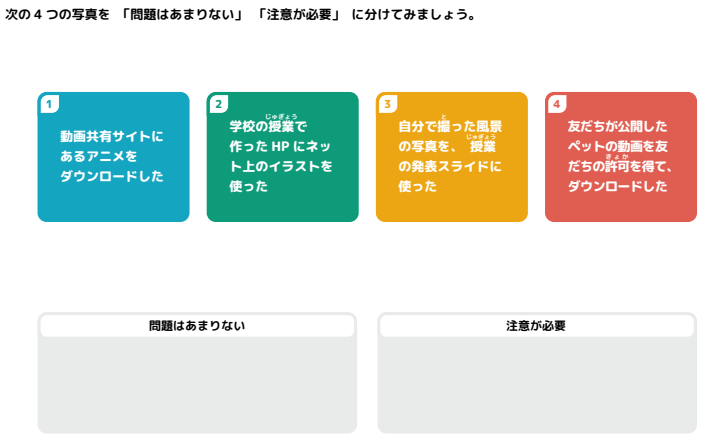 次の4つの写真を 「問題はあまりない」 「注意が必要」 に分けてみましょう。
1
動画共有サイトに
あるアニメを
ダウンロードした
2
じゅぎょう
学校の授業で
作った HP にネッ
ト上のイラストを
使った
3
と
自分で撮った風景
じゅぎょう
の写真を、 授業
の発表スライドに
使った
4
友だちが公開した
ペットの動画を友
きょか
だちの許可を得て、
ダウンロードした
問題はあまりない
注意が必要